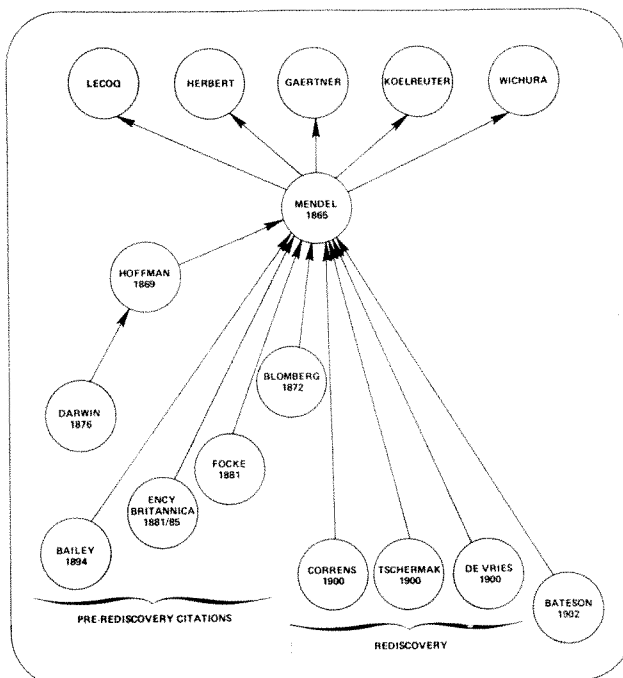 LECOQ
HERBERT
GAERTNER
KOELREUTER
WICHURA
MENDEL
1865
HOFFMAN
1869
BLOMBERG
1872
DARWIN
1876
FOCKE
1881
ENCY
BRITANNICA
1881/85
BAILEY
1894
CORRENS
1900
TSCHERMAK
1900
DE VRIES
1900
BATESON
1902
PRE-REDISCOVERY CITATIONS
REDISCOVERY